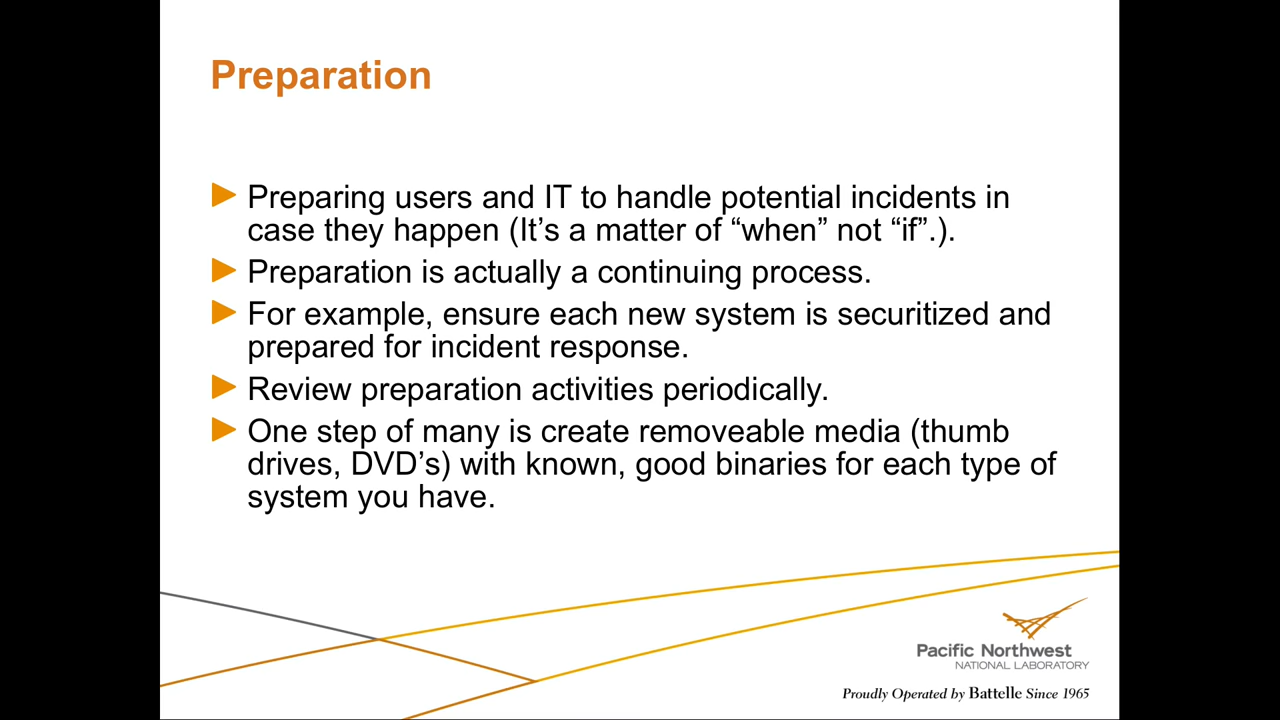 Preparation
Preparing users and IT to handle potential incidents in
case they happen (It’s a matter of “when” not “if”.).
Preparation is actually a continuing process.
For example, ensure each new system is securitized and
prepared for incident response.
Review preparation activities periodically.
One step of many is create removeable media (thumb
drives, DVD’s) with known, good binaries for each type of
system you have.
Pacific Northwest
NATIONAL LABORATORY
Proudly Operated by Battelle Since 1965